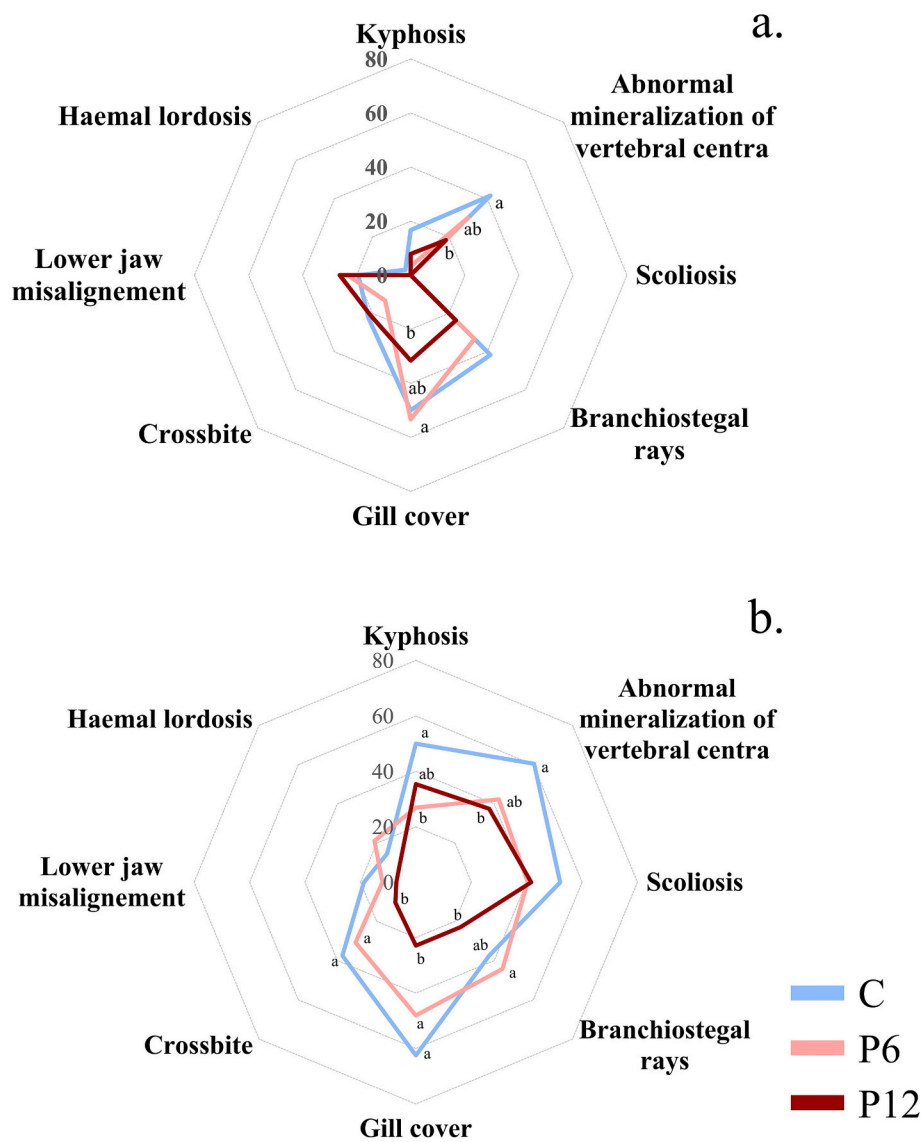 a.
Kyphosis
80
Abnormal
mineralization of
vertebral centra
Haemal lordosis
60
40
a
20
ab
b
Lower jaw
misalignement
0
Scoliosis
b
ab
a
Crossbite
Branchiostegal
rays
Gill cover
b.
Kyphosis
80
Abnormal
mineralization of
vertebral centra
Haemal lordosis
60
a
a
40
ab
ab
20
b
b
Lower jaw
misalignement
0
Scoliosis
b
b
a
ab
a
b
a
a
a
Crossbite
Branchiostegal
rays
Gill cover
C
P6
P12